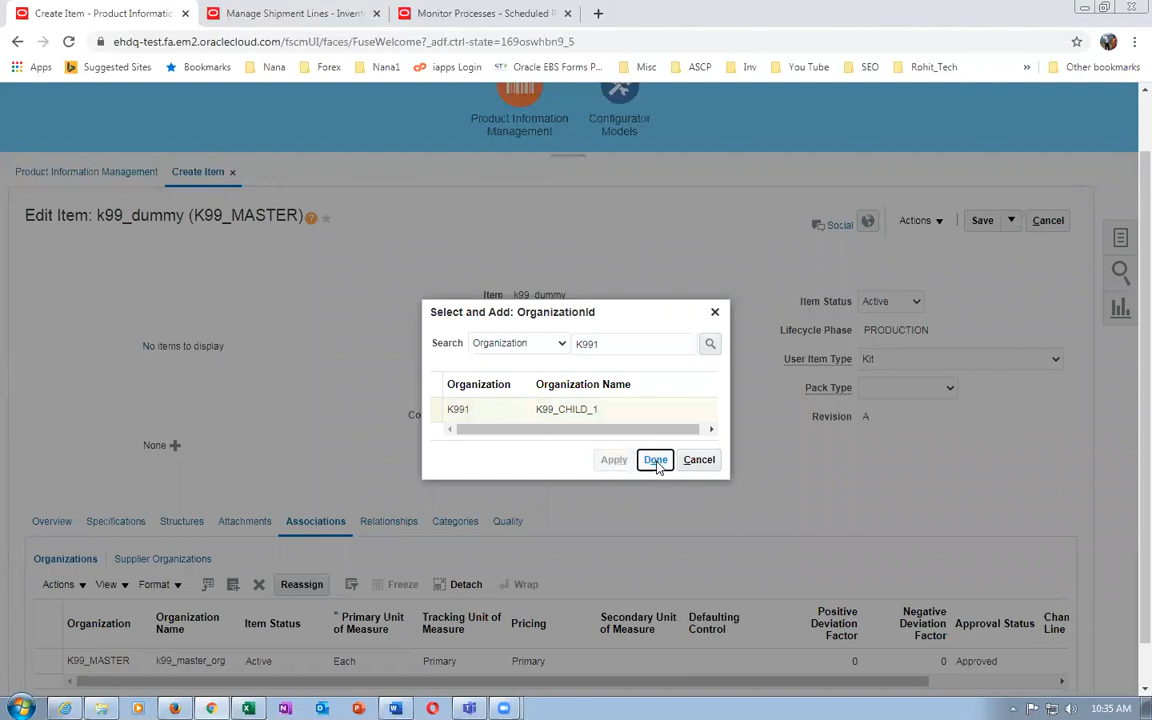 Create Item - Product Informatic
Manage Shipment Lines - Invent
Monitor Processes - Scheduled P
ehdq-test.fa.em2.oraclecloud.com/fscmUI/faces/FuseWelcome?_adf.ctrl-state=169oswhbn9_5
Apps Suggested Sites Bookmarks Nana Forex Nana1 iapps Login Oracle EBS Forms P... Misc ASCP Inv You Tube SEO Rohit_Tech » Other bookmarks
Product Information Management
Configurator Models
Product Information Management Create Item
Edit Item: k99_dummy (K99_MASTER)
Social Actions Save Cancel
Item k99_dummy
Item Status Active
Lifecycle Phase PRODUCTION
No items to display
User Item Type Kit
Pack Type
Revision A
None
Select and Add: OrganizationId
Search Organization K991
Organization Organization Name
K991 K99_CHILD_1
Apply Done Cancel
Overview Specifications Structures Attachments Associations Relationships Categories Quality
Organizations Supplier Organizations
Actions View Format Reassign Freeze Detach Wrap
Organization
Organization Name
Item Status
* Primary Unit of Measure
Tracking Unit of Measure
Pricing
Secondary Unit of Measure
Defaulting Control
Positive Deviation Factor
Negative Deviation Factor
Approval Status
Chan Line
K99_MASTER k99_master_org Active Each Primary Primary 0 0 Approved
10:35 AM